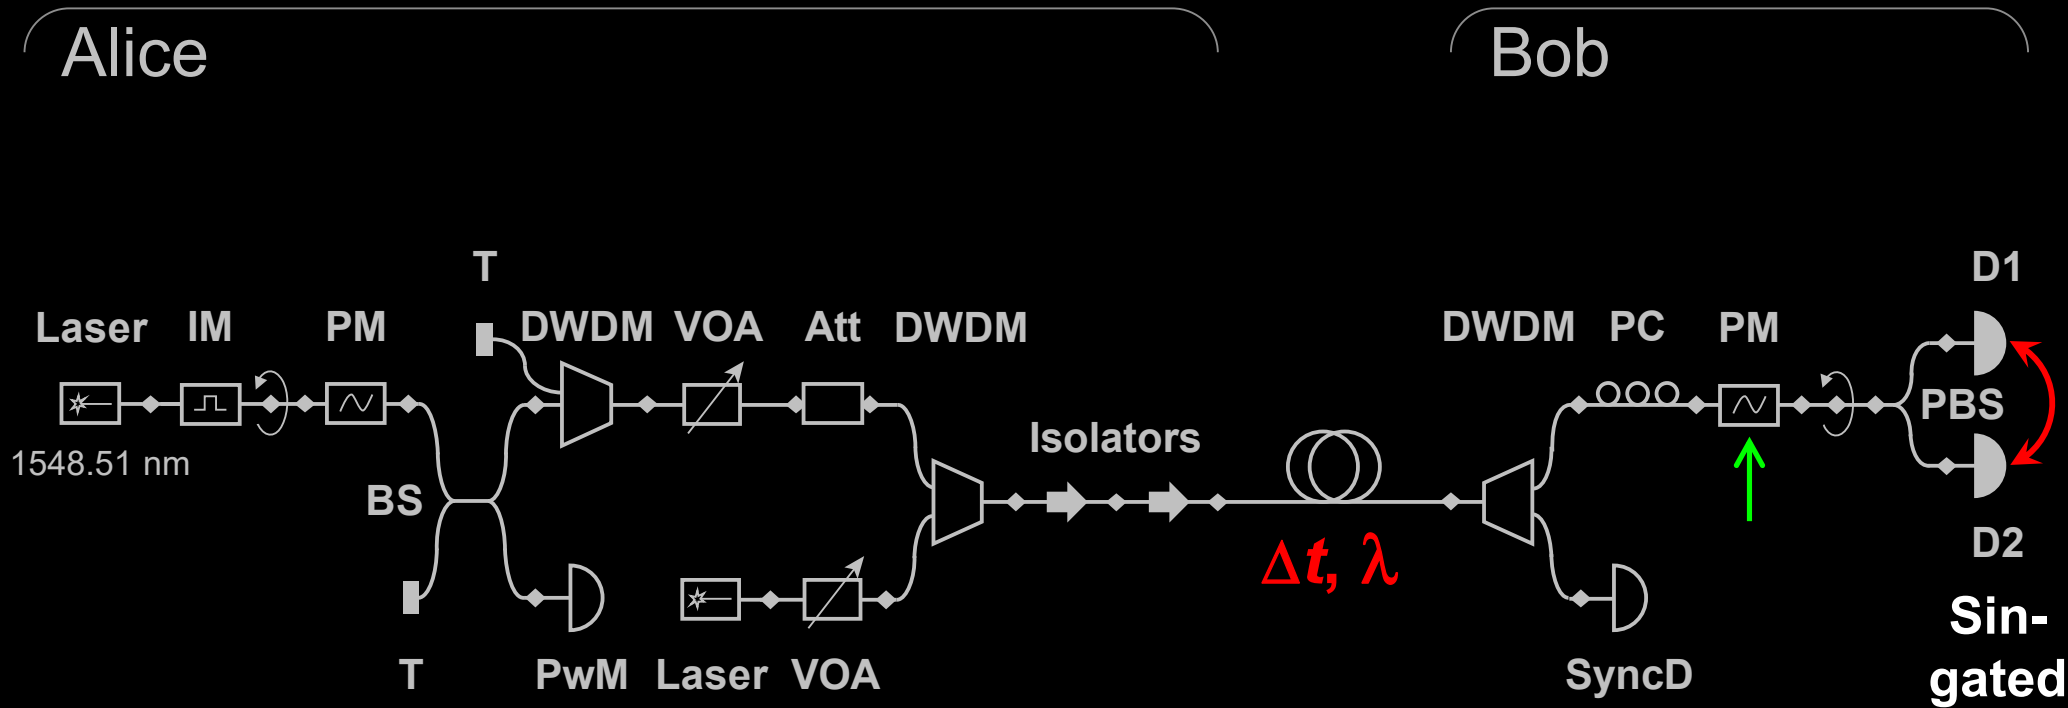 Alice
Bob
T
D1
Laser IM PM DWDM VOA Att DWDM DWDM PC PM
PBS
Isolators
1548.51 nm
BS
Δt, λ
D2
Sin-
gated
T PwM Laser VOA SyncD